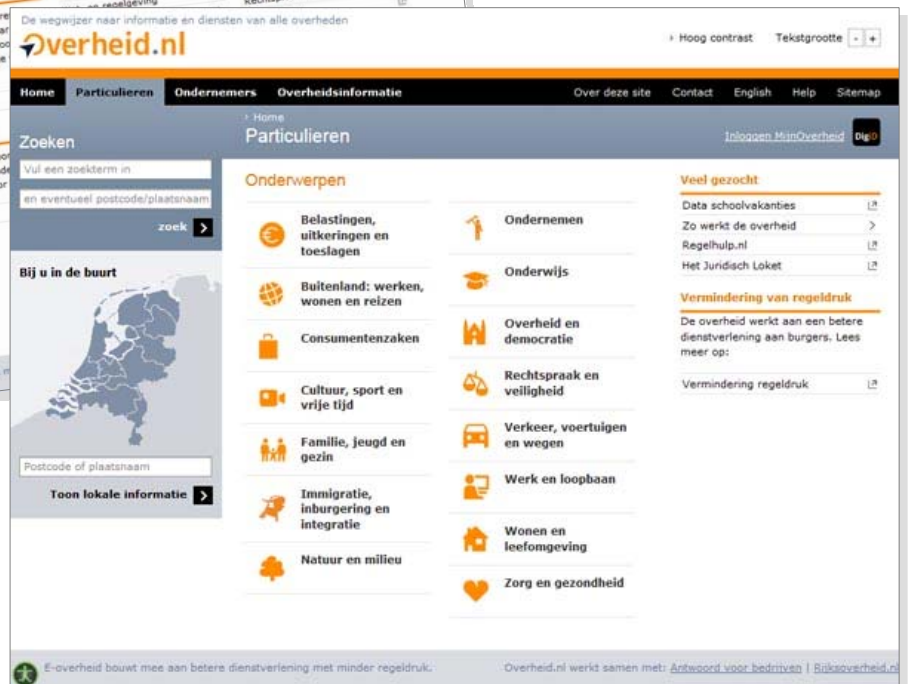 en regelgeving
De wegwijzer naar informatie en diensten van alle overheden
Overheid.nl
› Hoog contrast Tekstgrootte - +
Home Particulieren Ondernemers Overheidsinformatie Over deze site Contact English Help Sitemap
› Home
Particulieren
Inloggen MijnOverheid DigiD
Zoeken
Vul een zoekterm in
en eventueel postcode/plaatsnaam
zoek
Bij u in de buurt
Postcode of plaatsnaam
Toon lokale informatie
Onderwerpen
Belastingen,
uitkeringen en
toeslagen
Buitenland: werken,
wonen en reizen
Consumentenzaken
Cultuur, sport en
vrije tijd
Familie, jeugd en
gezin
Immigratie,
inburgering en
integratie
Natuur en milieu
Ondernemen
Onderwijs
Overheid en
democratie
Rechtspraak en
veiligheid
Verkeer, voertuigen
en wegen
Werk en loopbaan
Wonen en
leefomgeving
Zorg en gezondheid
Veel gezocht
Data schoolvakanties
Zo werkt de overheid
Regelhulp.nl
Het Juridisch Loket
Vermindering van regeldruk
De overheid werkt aan een betere
dienstverlening aan burgers. Lees
meer op:
Vermindering regeldruk
E-overheid bouwt mee aan betere dienstverlening met minder regeldruk.
Overheid.nl werkt samen met: Antwoord voor bedrijven | Rijksoverheid.nl